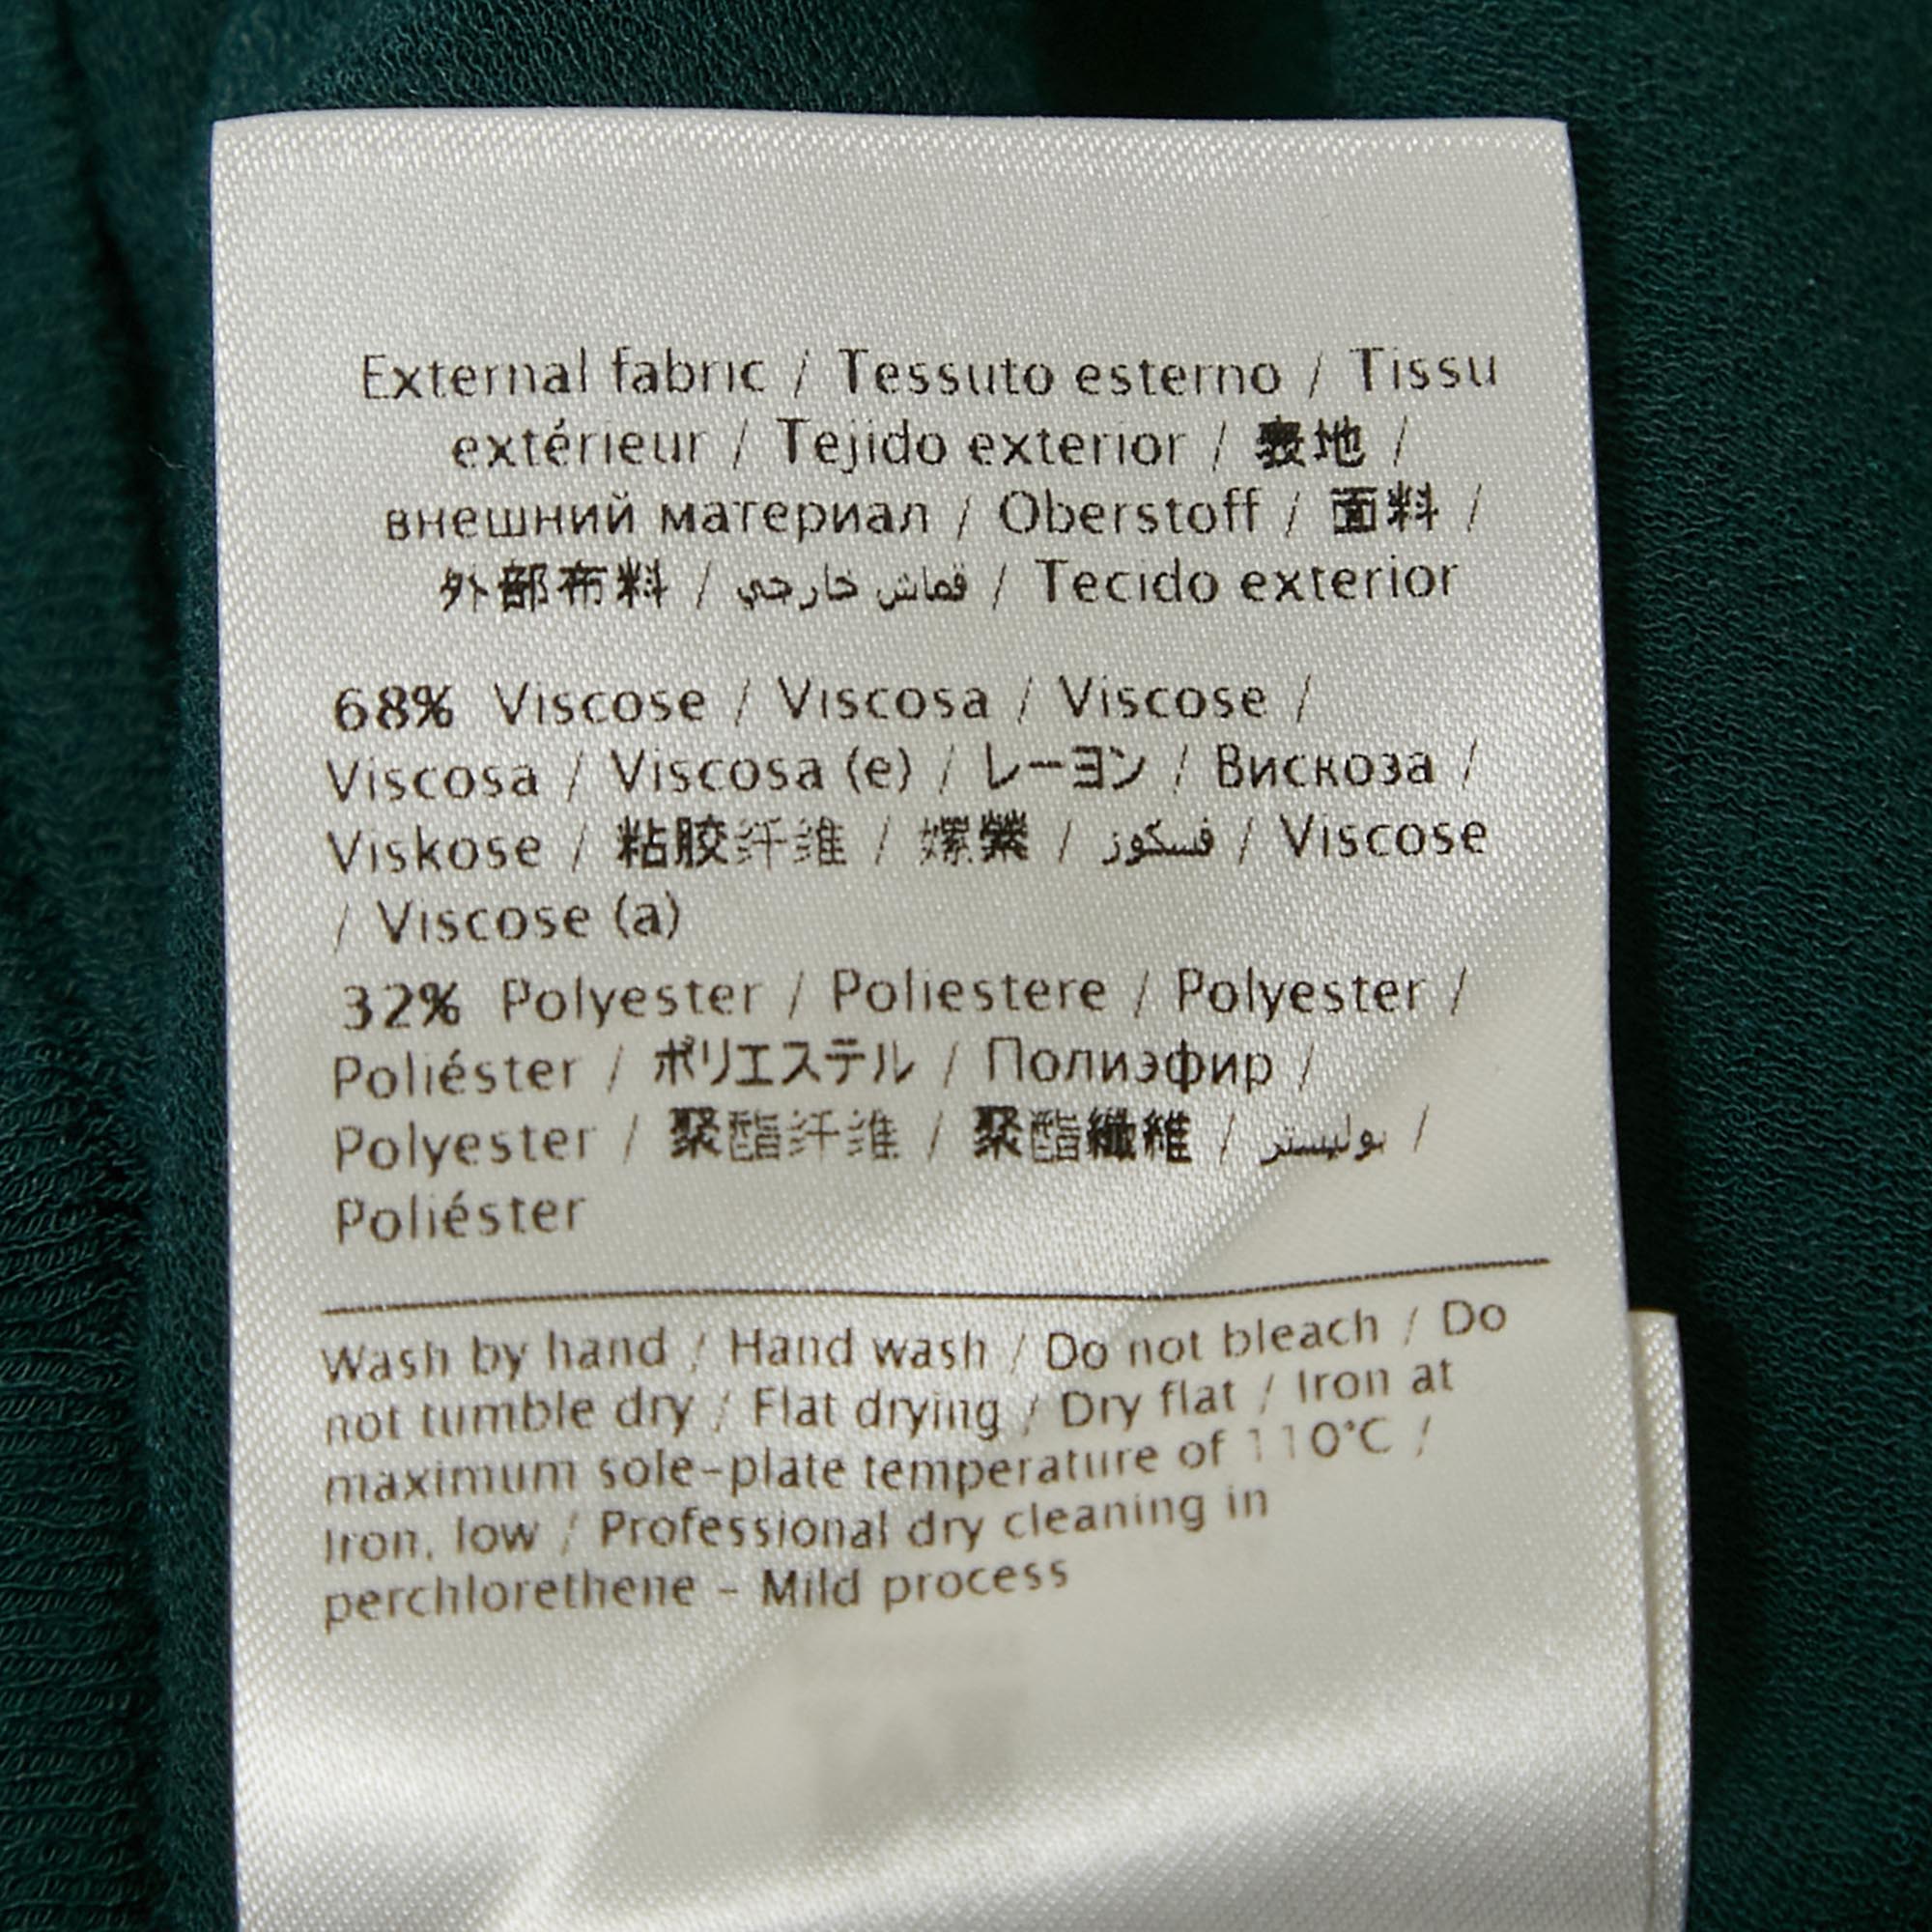 External fabric / Tessuto esterno / Tissu
extérieur / Tejido exterior / 表地 /
внешний материал / Oberstoff / 面料 /
外部布料 / قماش خارجي / Tecido exterior
68% Viscose / Viscosa / Viscose /
Viscosa / Viscosa (e) / レーヨン / Вискоза /
Viskose / 粘胶纤维 / 嫘縈 / فسكوز / Viscose
/ Viscose (a)
32% Polyester / Poliestere / Polyester /
Poliéster / ポリエステル / Полиэфир /
Polyester / 聚酯纤维 / 聚酯纖維 / بوليستر /
Poliéster
Wash by hand / Hand wash / Do not bleach / Do
not tumble dry / Flat drying / Dry flat / Iron at
maximum sole-plate temperature of 110°C /
Iron, low / Professional dry cleaning in
perchlorethene - Mild process